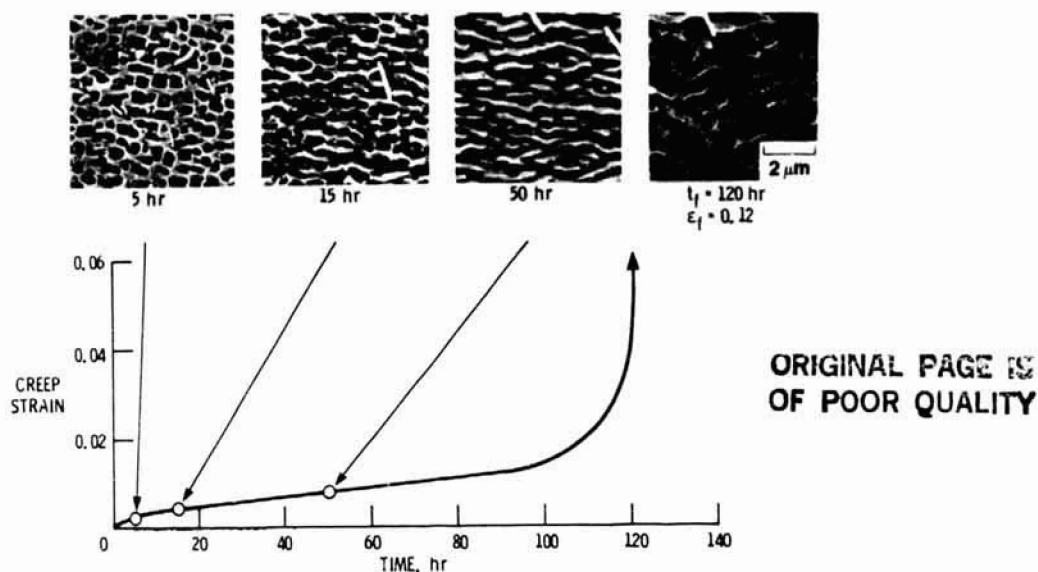 5 hr
15 hr
50 hr
2 μm
t_f = 120 hr
ε_f = 0.12
0.06
0.04
CREEP
STRAIN
0.02
0
20
40
60
80
100
120
140
TIME, hr
ORIGINAL PAGE IS
OF POOR QUALITY